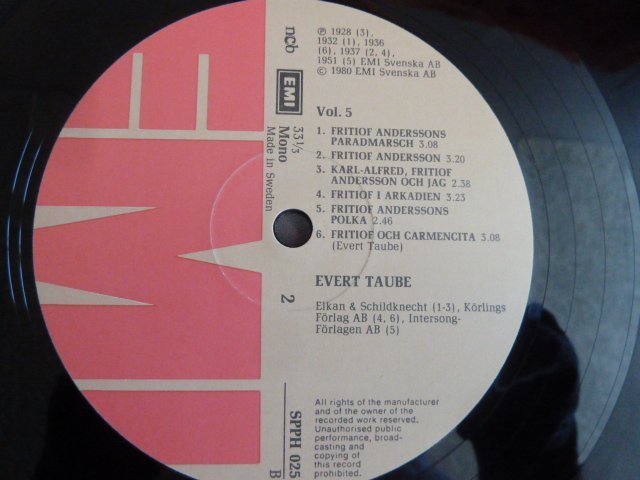 ncb
EMI
℗ 1928 (3),
1932 (1), 1936
(6), 1937 (2, 4),
1951 (5) EMI Svenska AB
© 1980 EMI Svenska AB
33⅓
Mono
Made in Sweden
Vol. 5
1. FRITIOF ANDERSSONS
PARADMARSCH 3.08
2. FRITIOF ANDERSSON 3.20
3. KARL-ALFRED, FRITIOF
ANDERSSON OCH JAG 2.38
4. FRITIOF I ARKADIEN 3.23
5. FRITIOF ANDERSSONS
POLKA 2.46
6. FRITIOF OCH CARMENCITA 3.08
(Evert Taube)
EVERT TAUBE
2
Elkan & Schildknecht (1-3), Körlings
Förlag AB (4, 6), Intersong-
Förlagen AB (5)
SPPH 025
B
All rights of the manufacturer
and of the owner of the
recorded work reserved.
Unauthorised public
performance, broad-
casting and
copying of
this record
prohibited.
EMI